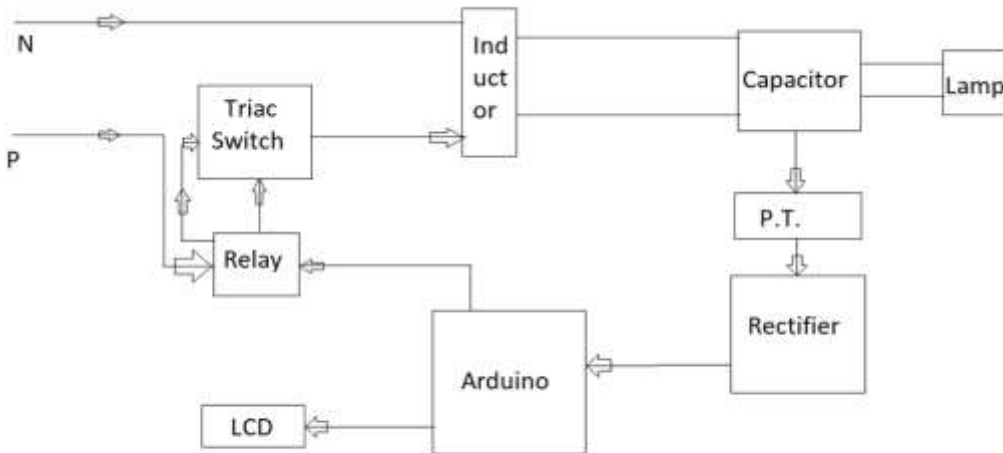 N
Ind
uct
or
Capacitor
Lamp
Triac
Switch
P
P.T.
Relay
Rectifier
Arduino
LCD